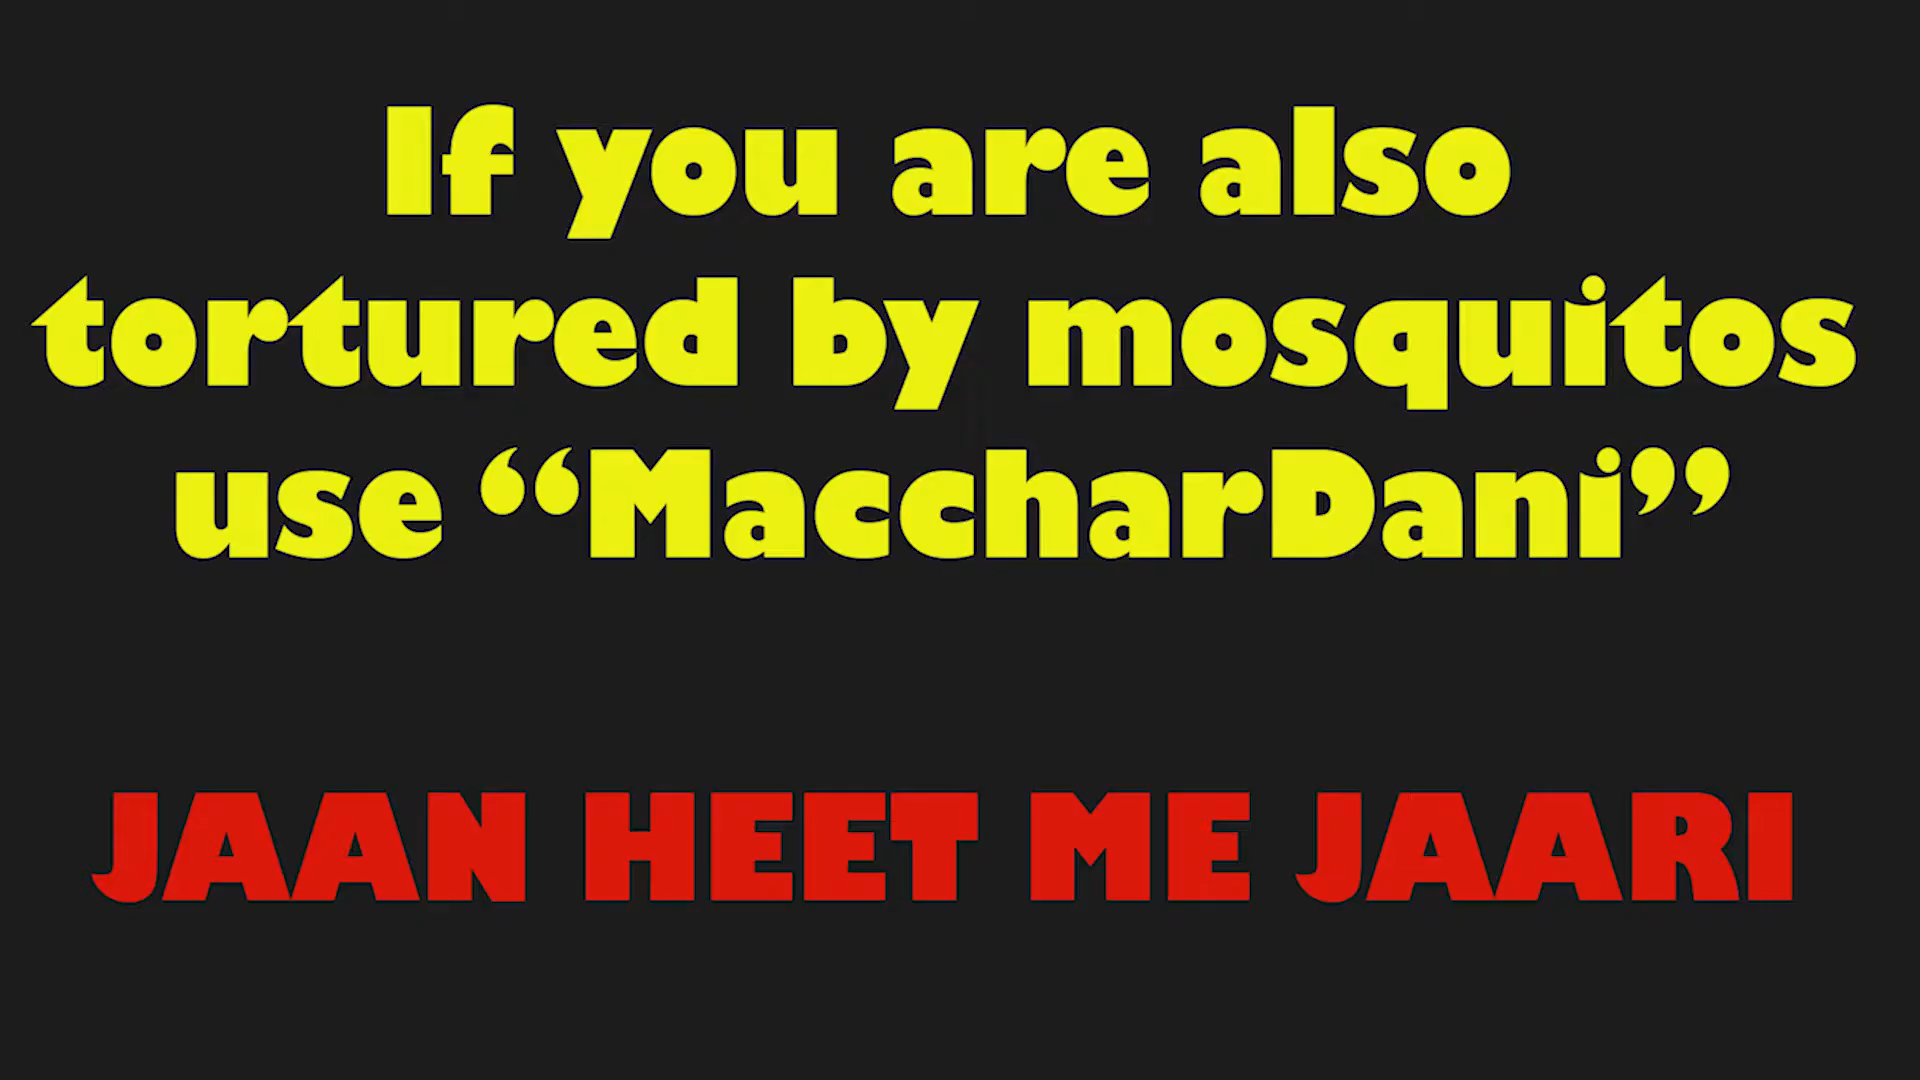 If you are also
tortured by mosquitos
use “MaccharDani”
JAAN HEET ME JAARI